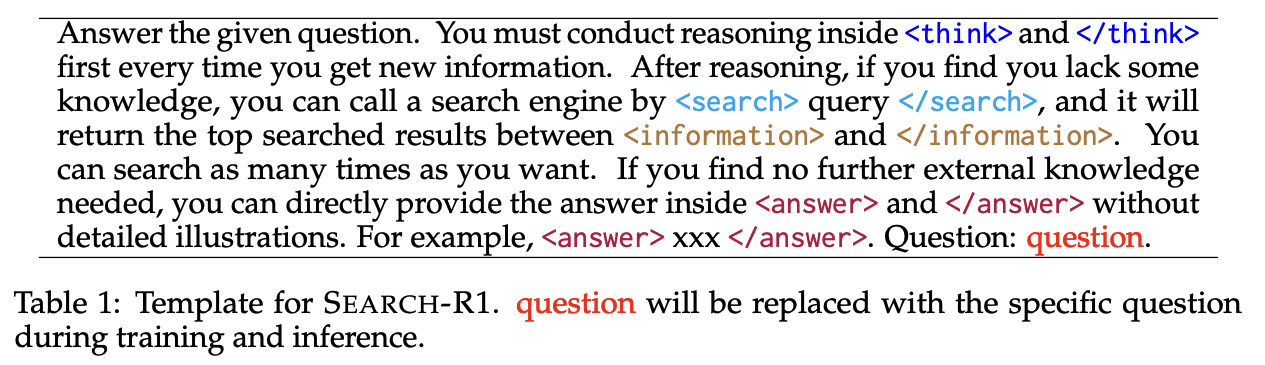 Answer the given question. You must conduct reasoning inside <think> and </think>
first every time you get new information. After reasoning, if you find you lack some
knowledge, you can call a search engine by <search> query </search>, and it will
return the top searched results between <information> and </information>. You
can search as many times as you want. If you find no further external knowledge
needed, you can directly provide the answer inside <answer> and </answer> without
detailed illustrations. For example, <answer> xxx </answer>. Question: question.
Table 1: Template for SEARCH-R1. question will be replaced with the specific question
during training and inference.